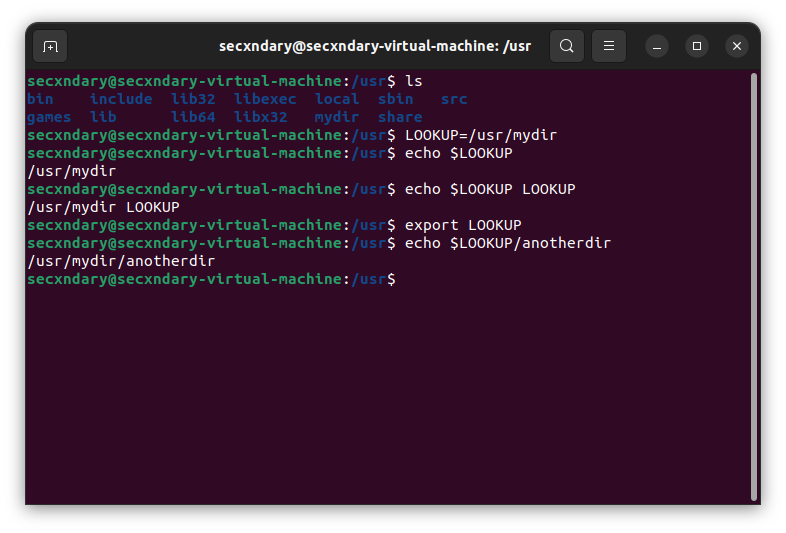 secxndary@secxndary-virtual-machine: /usr
secxndary@secxndary-virtual-machine:/usr$ ls
bin    include  lib32  libexec  local  sbin   src
games  lib      lib64  libx32   mydir  share
secxndary@secxndary-virtual-machine:/usr$ LOOKUP=/usr/mydir
secxndary@secxndary-virtual-machine:/usr$ echo $LOOKUP
/usr/mydir
secxndary@secxndary-virtual-machine:/usr$ echo $LOOKUP LOOKUP
/usr/mydir LOOKUP
secxndary@secxndary-virtual-machine:/usr$ export LOOKUP
secxndary@secxndary-virtual-machine:/usr$ echo $LOOKUP/anotherdir
/usr/mydir/anotherdir
secxndary@secxndary-virtual-machine:/usr$